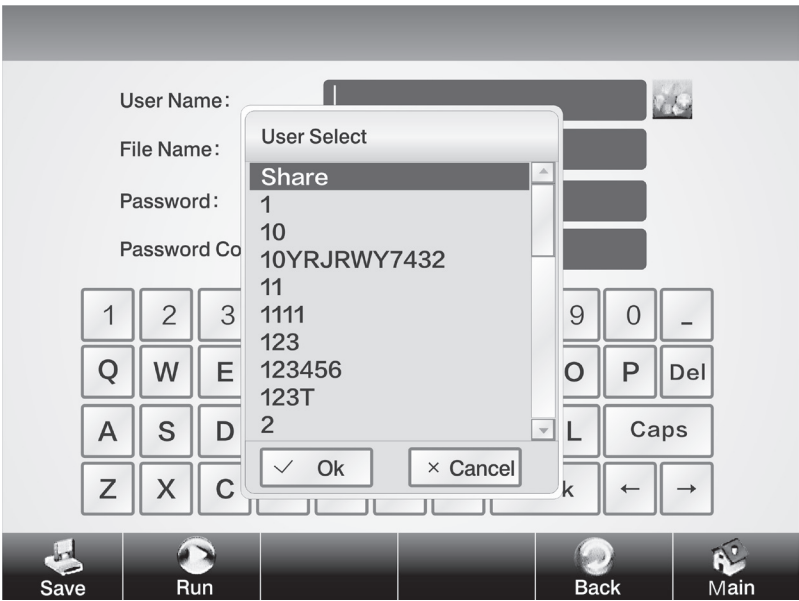 User Name:
File Name:
Password:
Password Co
User Select
Share
1
10
10YRJRWY7432
11
1111
123
123456
123T
2
Ok
× Cancel
1 2 3 9 0 _
Q W E O P Del
A S D L Caps
Z X C k ← →
Save Run Back Main